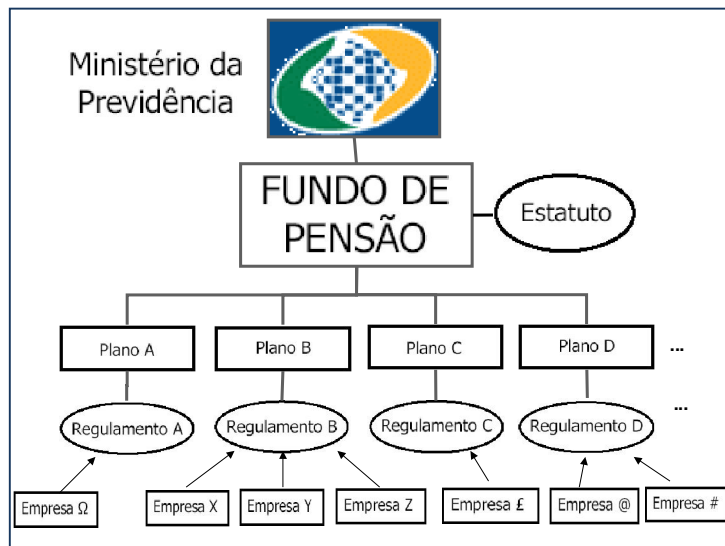 Ministério da
Previdência
FUNDO DE
PENSÃO
Estatuto
Plano A
Plano B
Plano C
Plano D
...
Regulamento A
Regulamento B
Regulamento C
Regulamento D
...
Empresa Ω
Empresa X
Empresa Y
Empresa Z
Empresa £
Empresa @
Empresa #